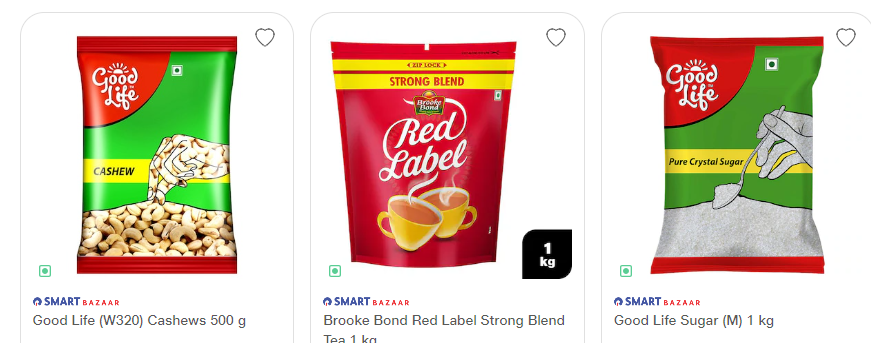 Good
Life
CASHEW
SMART BAZAAR
Good Life (W320) Cashews 500 g
ZIP LOCK
STRONG BLEND
Brooke
Bond
Red
Label
1
kg
SMART BAZAAR
Brooke Bond Red Label Strong Blend
Tea 1 kg
Good
Life
Pure Crystal Sugar
SMART BAZAAR
Good Life Sugar (M) 1 kg